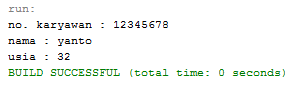 run:
no. karyawan : 12345678
nama : yanto
usia : 32
BUILD SUCCESSFUL (total time: 0 seconds)